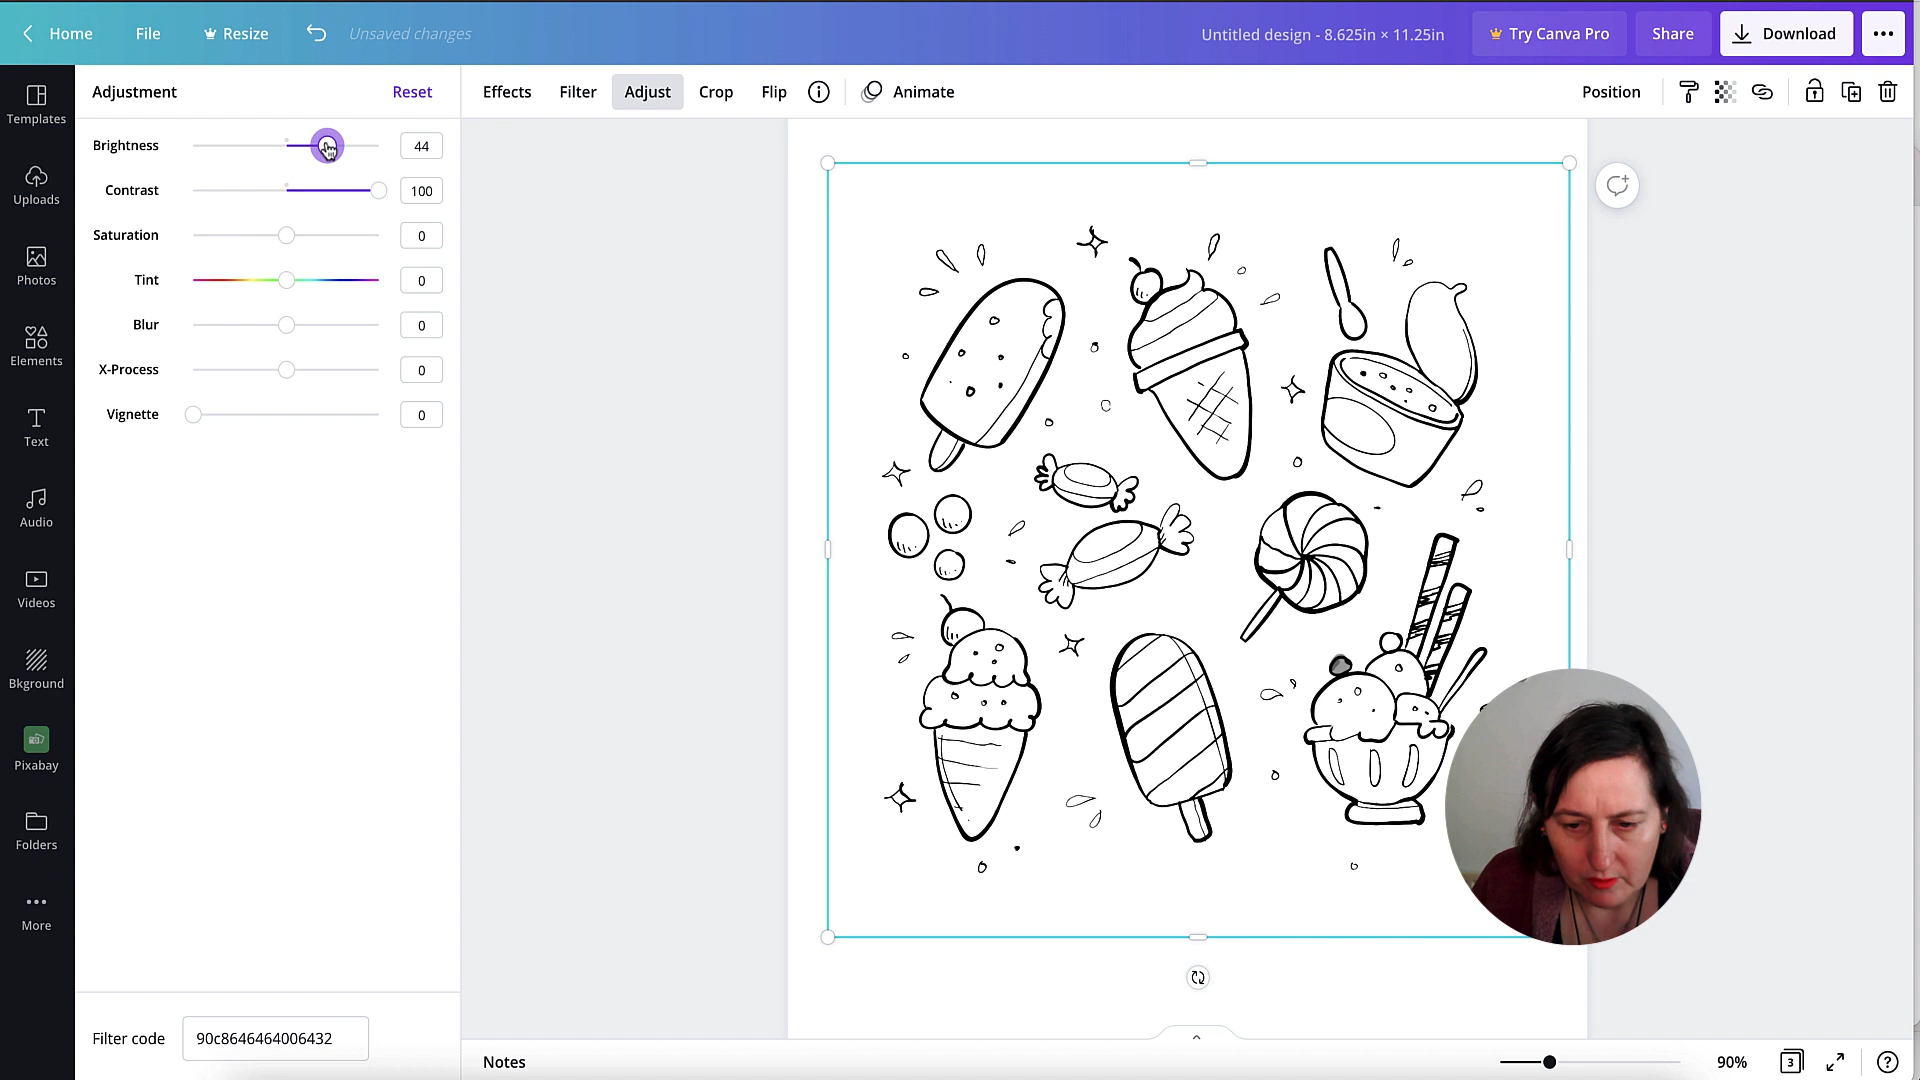 Home File Resize Unsaved changes Untitled design - 8.625in × 11.25in Try Canva Pro Share Download
Templates
Uploads
Photos
Elements
Text
Audio
Videos
Bkground
Pixabay
Folders
More
Adjustment Reset
Brightness 44
Contrast 100
Saturation 0
Tint 0
Blur 0
X-Process 0
Vignette 0
Filter code 90c8646464006432
Effects Filter Adjust Crop Flip Animate Position
Notes 90% 3